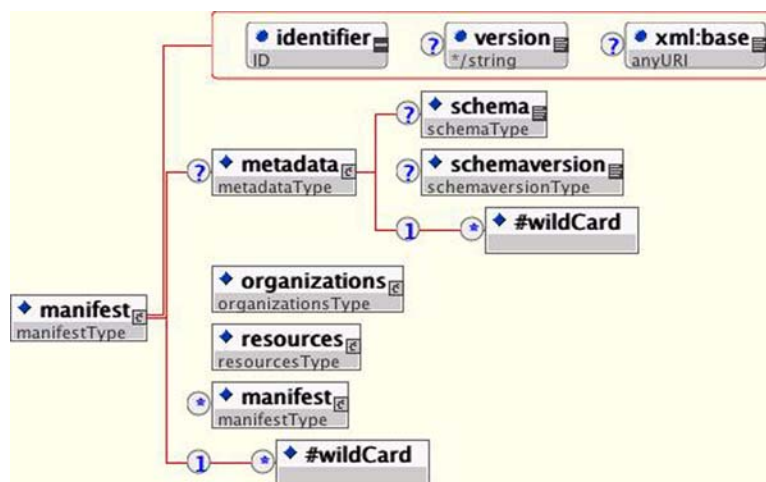 identifier
ID
? version
*/string
? xml:base
anyURI
? schema
schemaType
? metadata
metadataType
? schemaversion
schemaversionType
1 * #wildCard
organizations
organizationsType
manifest
manifestType
resources
resourcesType
* manifest
manifestType
1 * #wildCard